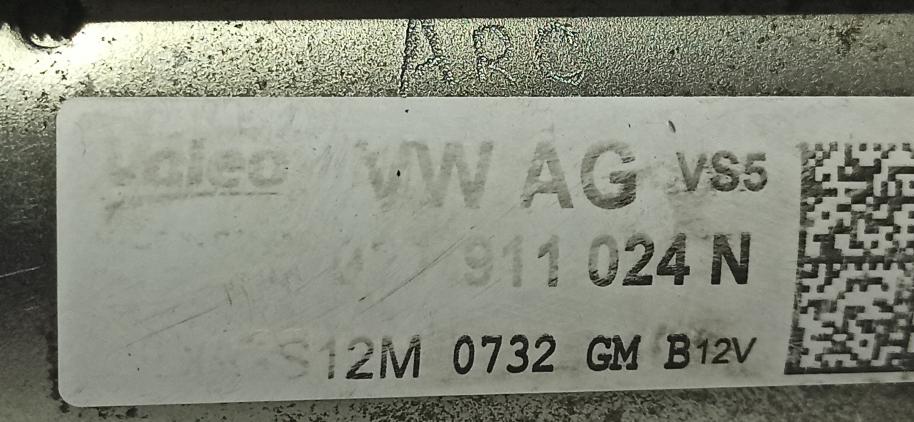 ARC
Valeo VW AG VS5
911 024 N
S12M 0732 GM B12V